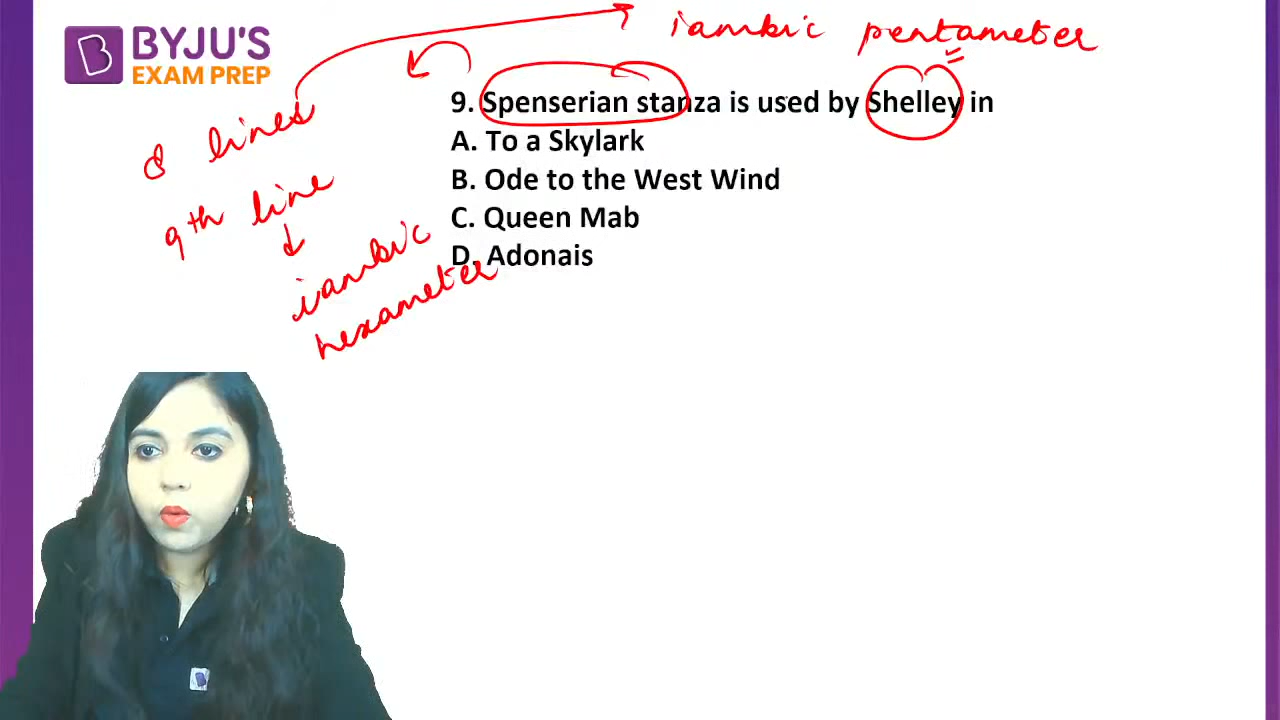 BYJU'S
EXAM PREP
iambic pentameter
8 lines
9th line
iambic
hexameter
9. Spenserian stanza is used by Shelley in
A. To a Skylark
B. Ode to the West Wind
C. Queen Mab
D. Adonais